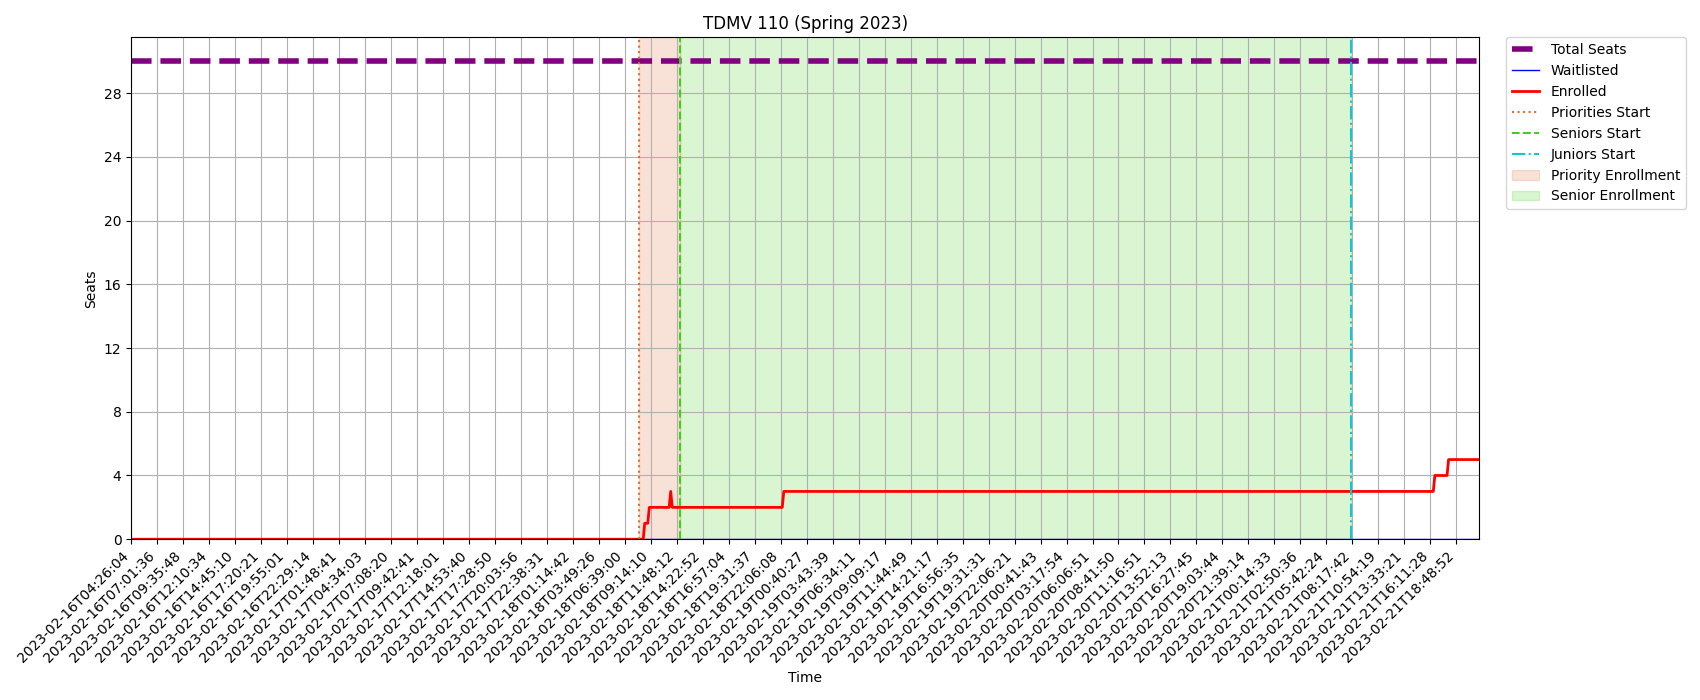 TDMV 110 (Spring 2023)
Total Seats
Waitlisted
Enrolled
Priorities Start
Seniors Start
Juniors Start
Priority Enrollment
Senior Enrollment
Seats
28
24
20
16
12
8
4
0
2023-02-16T04:26:04
2023-02-16T07:01:36
2023-02-16T09:35:48
2023-02-16T12:10:34
2023-02-16T14:45:10
2023-02-16T17:20:21
2023-02-16T19:55:01
2023-02-16T22:29:14
2023-02-17T01:48:41
2023-02-17T04:34:03
2023-02-17T07:08:20
2023-02-17T09:42:41
2023-02-17T12:18:01
2023-02-17T14:53:40
2023-02-17T17:28:50
2023-02-17T20:03:56
2023-02-17T22:38:31
2023-02-18T01:14:42
2023-02-18T03:49:26
2023-02-18T06:39:00
2023-02-18T09:14:10
2023-02-18T11:48:12
2023-02-18T14:22:52
2023-02-18T16:57:04
2023-02-18T19:31:37
2023-02-18T22:06:08
2023-02-19T00:40:27
2023-02-19T03:43:39
2023-02-19T06:34:11
2023-02-19T09:09:17
2023-02-19T11:44:49
2023-02-19T14:21:17
2023-02-19T16:56:35
2023-02-19T19:31:31
2023-02-19T22:06:21
2023-02-20T00:41:43
2023-02-20T03:17:54
2023-02-20T06:06:51
2023-02-20T08:41:50
2023-02-20T11:16:51
2023-02-20T13:52:13
2023-02-20T16:27:45
2023-02-20T19:03:44
2023-02-20T21:39:14
2023-02-21T00:14:33
2023-02-21T02:50:36
2023-02-21T05:42:24
2023-02-21T08:17:42
2023-02-21T10:54:19
2023-02-21T13:33:21
2023-02-21T16:11:28
2023-02-21T18:48:52
Time